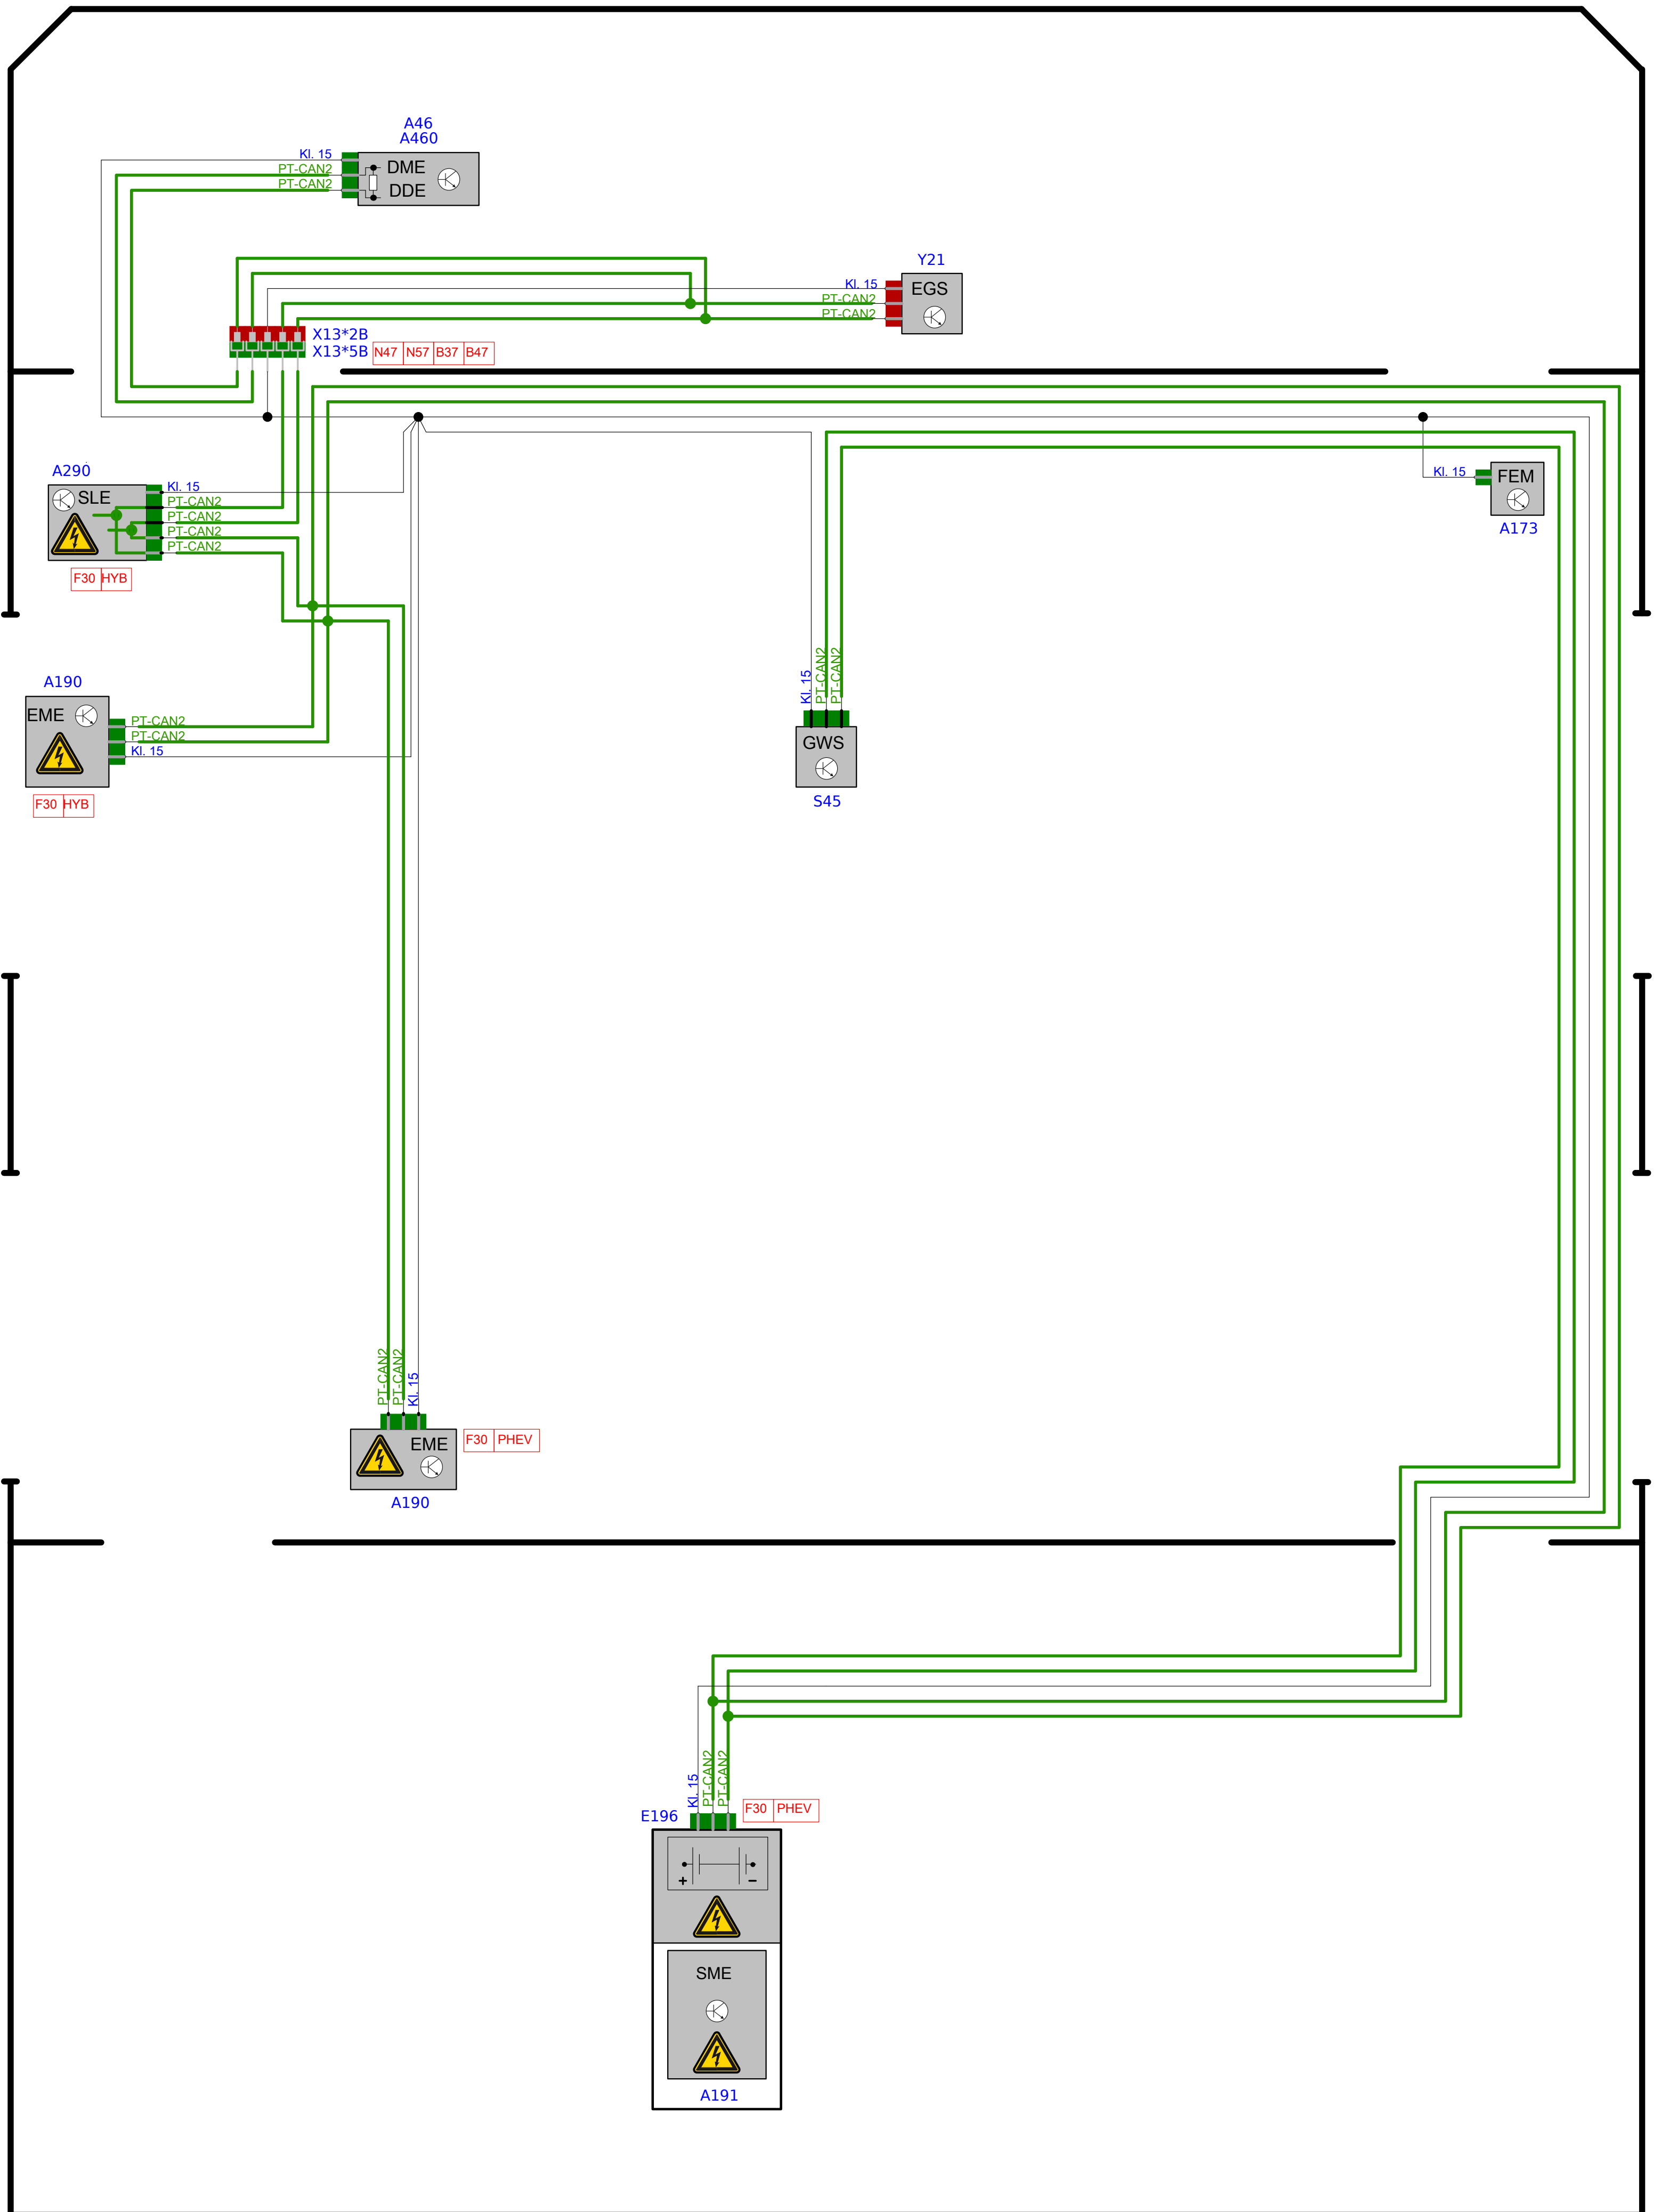 A46
A460
Kl. 15
PT-CAN2
PT-CAN2
DME
DDE
Y21
Kl. 15
PT-CAN2
PT-CAN2
EGS
X13*2B
X13*5B
N47 N57 B37 B47
A290
SLE
Kl. 15
PT-CAN2
PT-CAN2
PT-CAN2
PT-CAN2
F30 HYB
Kl. 15
FEM
A173
A190
EME
PT-CAN2
PT-CAN2
Kl. 15
F30 HYB
Kl. 15
PT-CAN2
PT-CAN2
GWS
S45
PT-CAN2
PT-CAN2
Kl. 15
EME
F30 PHEV
A190
Kl. 15
PT-CAN2
PT-CAN2
E196
F30 PHEV
+ −
SME
A191